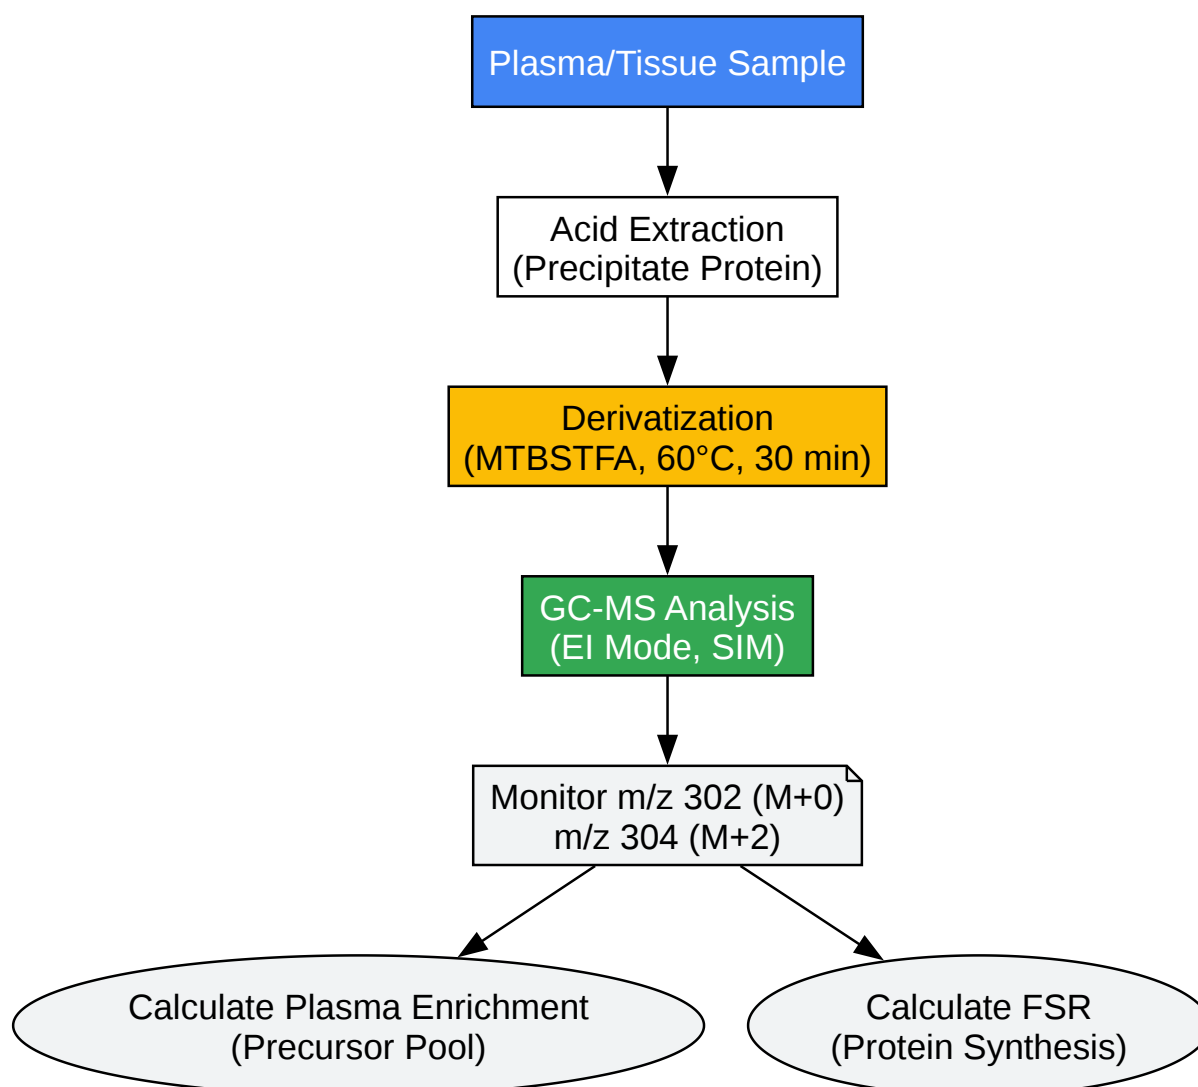 Plasma/Tissue Sample
Acid Extraction
(Precipitate Protein)
Derivatization
(MTBSTFA, 60°C, 30 min)
GC-MS Analysis
(EI Mode, SIM)
Monitor m/z 302 (M+0)
m/z 304 (M+2)
Calculate Plasma Enrichment
(Precursor Pool)
Calculate FSR
(Protein Synthesis)